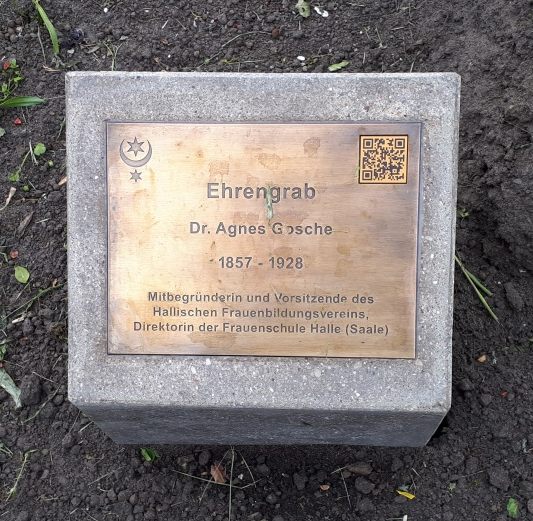 Ehrengrab
Dr. Agnes Gosche
1857 - 1928
Mitbegründerin und Vorsitzende des
Hallischen Frauenbildungsvereins,
Direktorin der Frauenschule Halle (Saale)